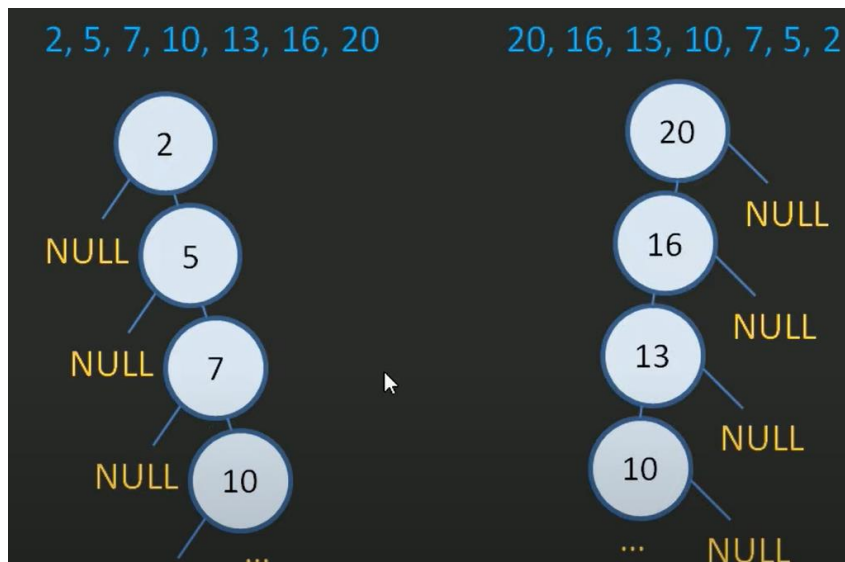 2, 5, 7, 10, 13, 16, 20
2
NULL
5
NULL
7
NULL
10
...
20, 16, 13, 10, 7, 5, 2
20
NULL
16
NULL
13
NULL
10
NULL
...